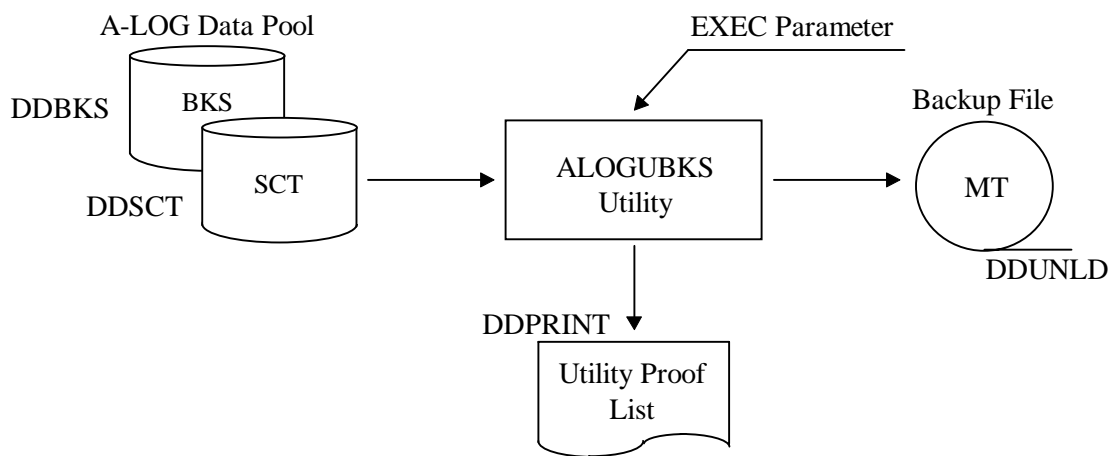 A-LOG Data Pool
EXEC Parameter
DDBKS
BKS
Backup File
SCT
ALOGUBKS
Utility
MT
DDSCT
DDUNLD
DDPRINT
Utility Proof
List